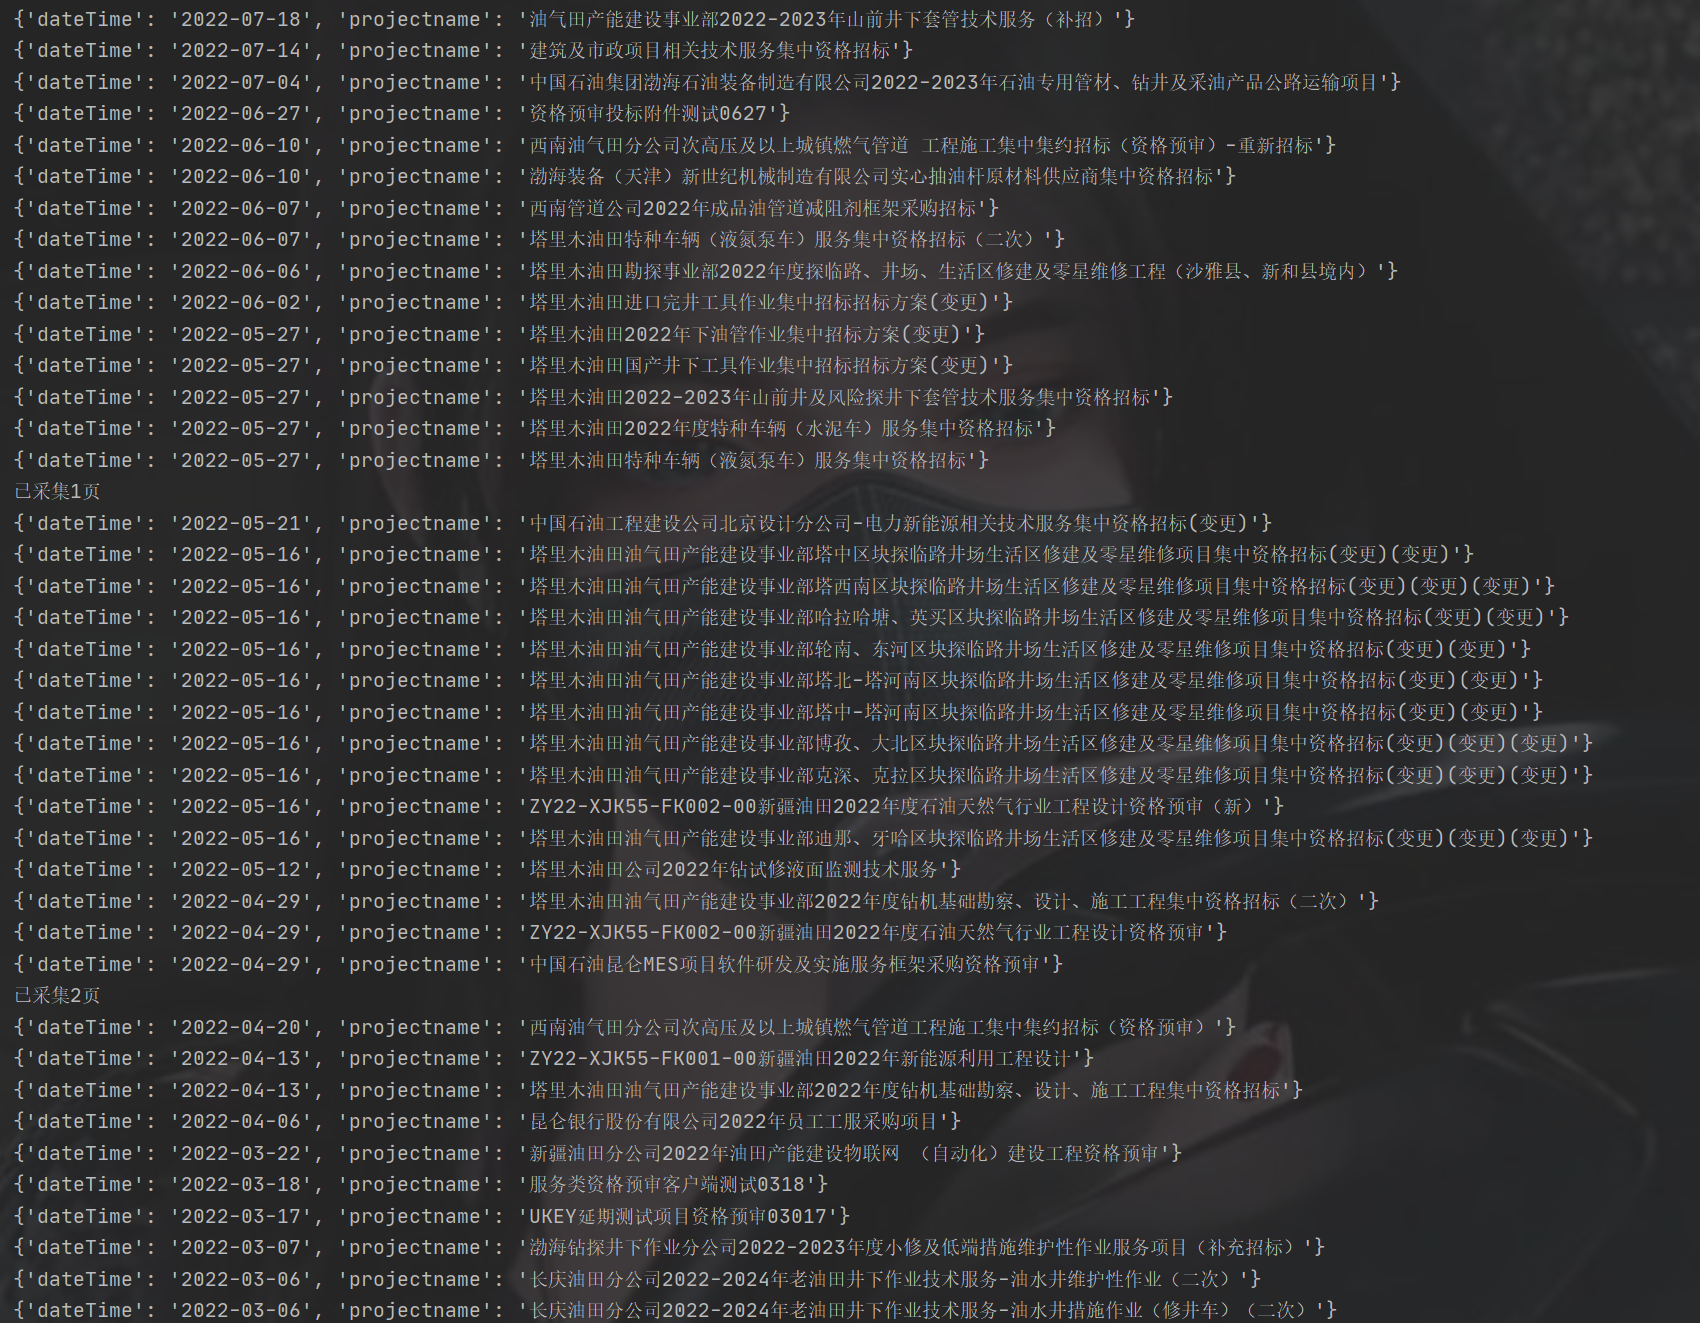 {'dateTime': '2022-07-18', 'projectname': '油气田产能建设事业部2022-2023年山前井下套管技术服务（补招）'}
{'dateTime': '2022-07-14', 'projectname': '建筑及市政项目相关技术服务集中资格招标'}
{'dateTime': '2022-07-04', 'projectname': '中国石油集团渤海石油装备制造有限公司2022-2023年石油专用管材、钻井及采油产品公路运输项目'}
{'dateTime': '2022-06-27', 'projectname': '资格预审投标附件测试0627'}
{'dateTime': '2022-06-10', 'projectname': '西南油气田分公司次高压及以上城镇燃气管道 工程施工集中集约招标（资格预审）-重新招标'}
{'dateTime': '2022-06-10', 'projectname': '渤海装备（天津）新世纪机械制造有限公司实心抽油杆原材料供应商集中资格招标'}
{'dateTime': '2022-06-07', 'projectname': '西南管道公司2022年成品油管道减阻剂框架采购招标'}
{'dateTime': '2022-06-07', 'projectname': '塔里木油田特种车辆（液氮泵车）服务集中资格招标（二次）'}
{'dateTime': '2022-06-06', 'projectname': '塔里木油田勘探事业部2022年度探临路、井场、生活区修建及零星维修工程（沙雅县、新和县境内）'}
{'dateTime': '2022-06-02', 'projectname': '塔里木油田进口完井工具作业集中招标招标方案(变更)'}
{'dateTime': '2022-05-27', 'projectname': '塔里木油田2022年下油管作业集中招标方案(变更)'}
{'dateTime': '2022-05-27', 'projectname': '塔里木油田国产井下工具作业集中招标招标方案(变更)'}
{'dateTime': '2022-05-27', 'projectname': '塔里木油田2022-2023年山前井及风险探井下套管技术服务集中资格招标'}
{'dateTime': '2022-05-27', 'projectname': '塔里木油田2022年度特种车辆（水泥车）服务集中资格招标'}
{'dateTime': '2022-05-27', 'projectname': '塔里木油田特种车辆（液氮泵车）服务集中资格招标'}
已采集1页
{'dateTime': '2022-05-21', 'projectname': '中国石油工程建设公司北京设计分公司-电力新能源相关技术服务集中资格招标(变更)'}
{'dateTime': '2022-05-16', 'projectname': '塔里木油田油气田产能建设事业部塔中区块探临路井场生活区修建及零星维修项目集中资格招标(变更)(变更)'}
{'dateTime': '2022-05-16', 'projectname': '塔里木油田油气田产能建设事业部塔西南区块探临路井场生活区修建及零星维修项目集中资格招标(变更)(变更)(变更)'}
{'dateTime': '2022-05-16', 'projectname': '塔里木油田油气田产能建设事业部哈拉哈塘、英买区块探临路井场生活区修建及零星维修项目集中资格招标(变更)(变更)'}
{'dateTime': '2022-05-16', 'projectname': '塔里木油田油气田产能建设事业部轮南、东河区块探临路井场生活区修建及零星维修项目集中资格招标(变更)(变更)'}
{'dateTime': '2022-05-16', 'projectname': '塔里木油田油气田产能建设事业部塔北-塔河南区块探临路井场生活区修建及零星维修项目集中资格招标(变更)(变更)'}
{'dateTime': '2022-05-16', 'projectname': '塔里木油田油气田产能建设事业部塔中-塔河南区块探临路井场生活区修建及零星维修项目集中资格招标(变更)(变更)'}
{'dateTime': '2022-05-16', 'projectname': '塔里木油田油气田产能建设事业部博孜、大北区块探临路井场生活区修建及零星维修项目集中资格招标(变更)(变更)(变更)'}
{'dateTime': '2022-05-16', 'projectname': '塔里木油田油气田产能建设事业部克深、克拉区块探临路井场生活区修建及零星维修项目集中资格招标(变更)(变更)(变更)'}
{'dateTime': '2022-05-16', 'projectname': 'ZY22-XJK55-FK002-00新疆油田2022年度石油天然气行业工程设计资格预审（新）'}
{'dateTime': '2022-05-16', 'projectname': '塔里木油田油气田产能建设事业部迪那、牙哈区块探临路井场生活区修建及零星维修项目集中资格招标(变更)(变更)(变更)'}
{'dateTime': '2022-05-12', 'projectname': '塔里木油田公司2022年钻试修液面监测技术服务'}
{'dateTime': '2022-04-29', 'projectname': '塔里木油田油气田产能建设事业部2022年度钻机基础勘察、设计、施工工程集中资格招标（二次）'}
{'dateTime': '2022-04-29', 'projectname': 'ZY22-XJK55-FK002-00新疆油田2022年度石油天然气行业工程设计资格预审'}
{'dateTime': '2022-04-29', 'projectname': '中国石油昆仑MES项目软件研发及实施服务框架采购资格预审'}
已采集2页
{'dateTime': '2022-04-20', 'projectname': '西南油气田分公司次高压及以上城镇燃气管道工程施工集中集约招标（资格预审）'}
{'dateTime': '2022-04-13', 'projectname': 'ZY22-XJK55-FK001-00新疆油田2022年新能源利用工程设计'}
{'dateTime': '2022-04-13', 'projectname': '塔里木油田油气田产能建设事业部2022年度钻机基础勘察、设计、施工工程集中资格招标'}
{'dateTime': '2022-04-06', 'projectname': '昆仑银行股份有限公司2022年员工工服采购项目'}
{'dateTime': '2022-03-22', 'projectname': '新疆油田分公司2022年油田产能建设物联网 （自动化）建设工程资格预审'}
{'dateTime': '2022-03-18', 'projectname': '服务类资格预审客户端测试0318'}
{'dateTime': '2022-03-17', 'projectname': 'UKEY延期测试项目资格预审03017'}
{'dateTime': '2022-03-07', 'projectname': '渤海钻探井下作业分公司2022-2023年度小修及低端措施维护性作业服务项目（补充招标）'}
{'dateTime': '2022-03-06', 'projectname': '长庆油田分公司2022-2024年老油田井下作业技术服务-油水井维护性作业（二次）'}
{'dateTime': '2022-03-06', 'projectname': '长庆油田分公司2022-2024年老油田井下作业技术服务-油水井措施作业（修井车）（二次）'}